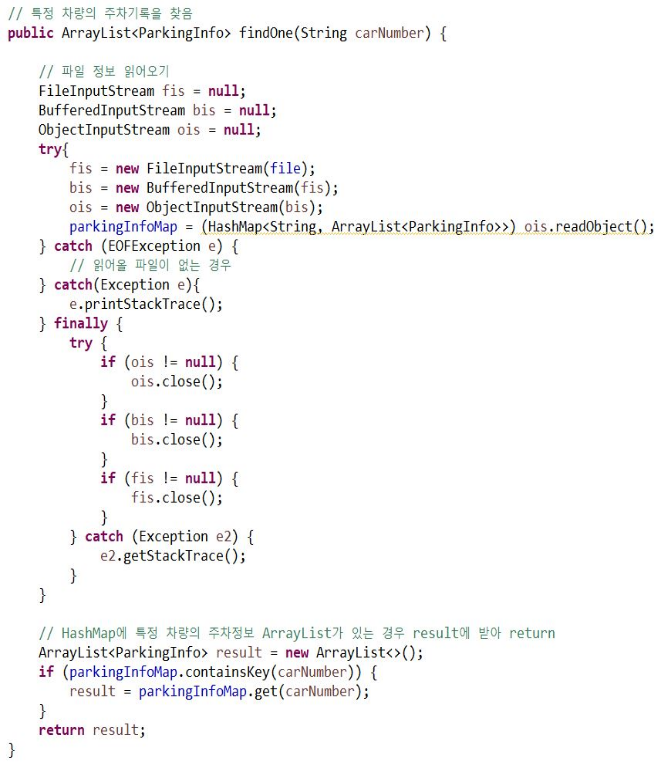 // 특정 차량의 주차기록을 찾음
public ArrayList<ParkingInfo> findOne(String carNumber) {
// 파일 정보 읽어오기
FileInputStream fis = null;
BufferedInputStream bis = null;
ObjectInputStream ois = null;
try{
fis = new FileInputStream(file);
bis = new BufferedInputStream(fis);
ois = new ObjectInputStream(bis);
parkingInfoMap = (HashMap<String, ArrayList<ParkingInfo>>) ois.readObject();
} catch (EOFException e) {
// 읽어올 파일이 없는 경우
} catch(Exception e){
e.printStackTrace();
} finally {
try {
if (ois != null) {
ois.close();
}
if (bis != null) {
bis.close();
}
if (fis != null) {
fis.close();
}
} catch (Exception e2) {
e2.getStackTrace();
}
}
// HashMap에 특정 차량의 주차정보 ArrayList가 있는 경우 result에 받아 return
ArrayList<ParkingInfo> result = new ArrayList<>();
if (parkingInfoMap.containsKey(carNumber)) {
result = parkingInfoMap.get(carNumber);
}
return result;
}